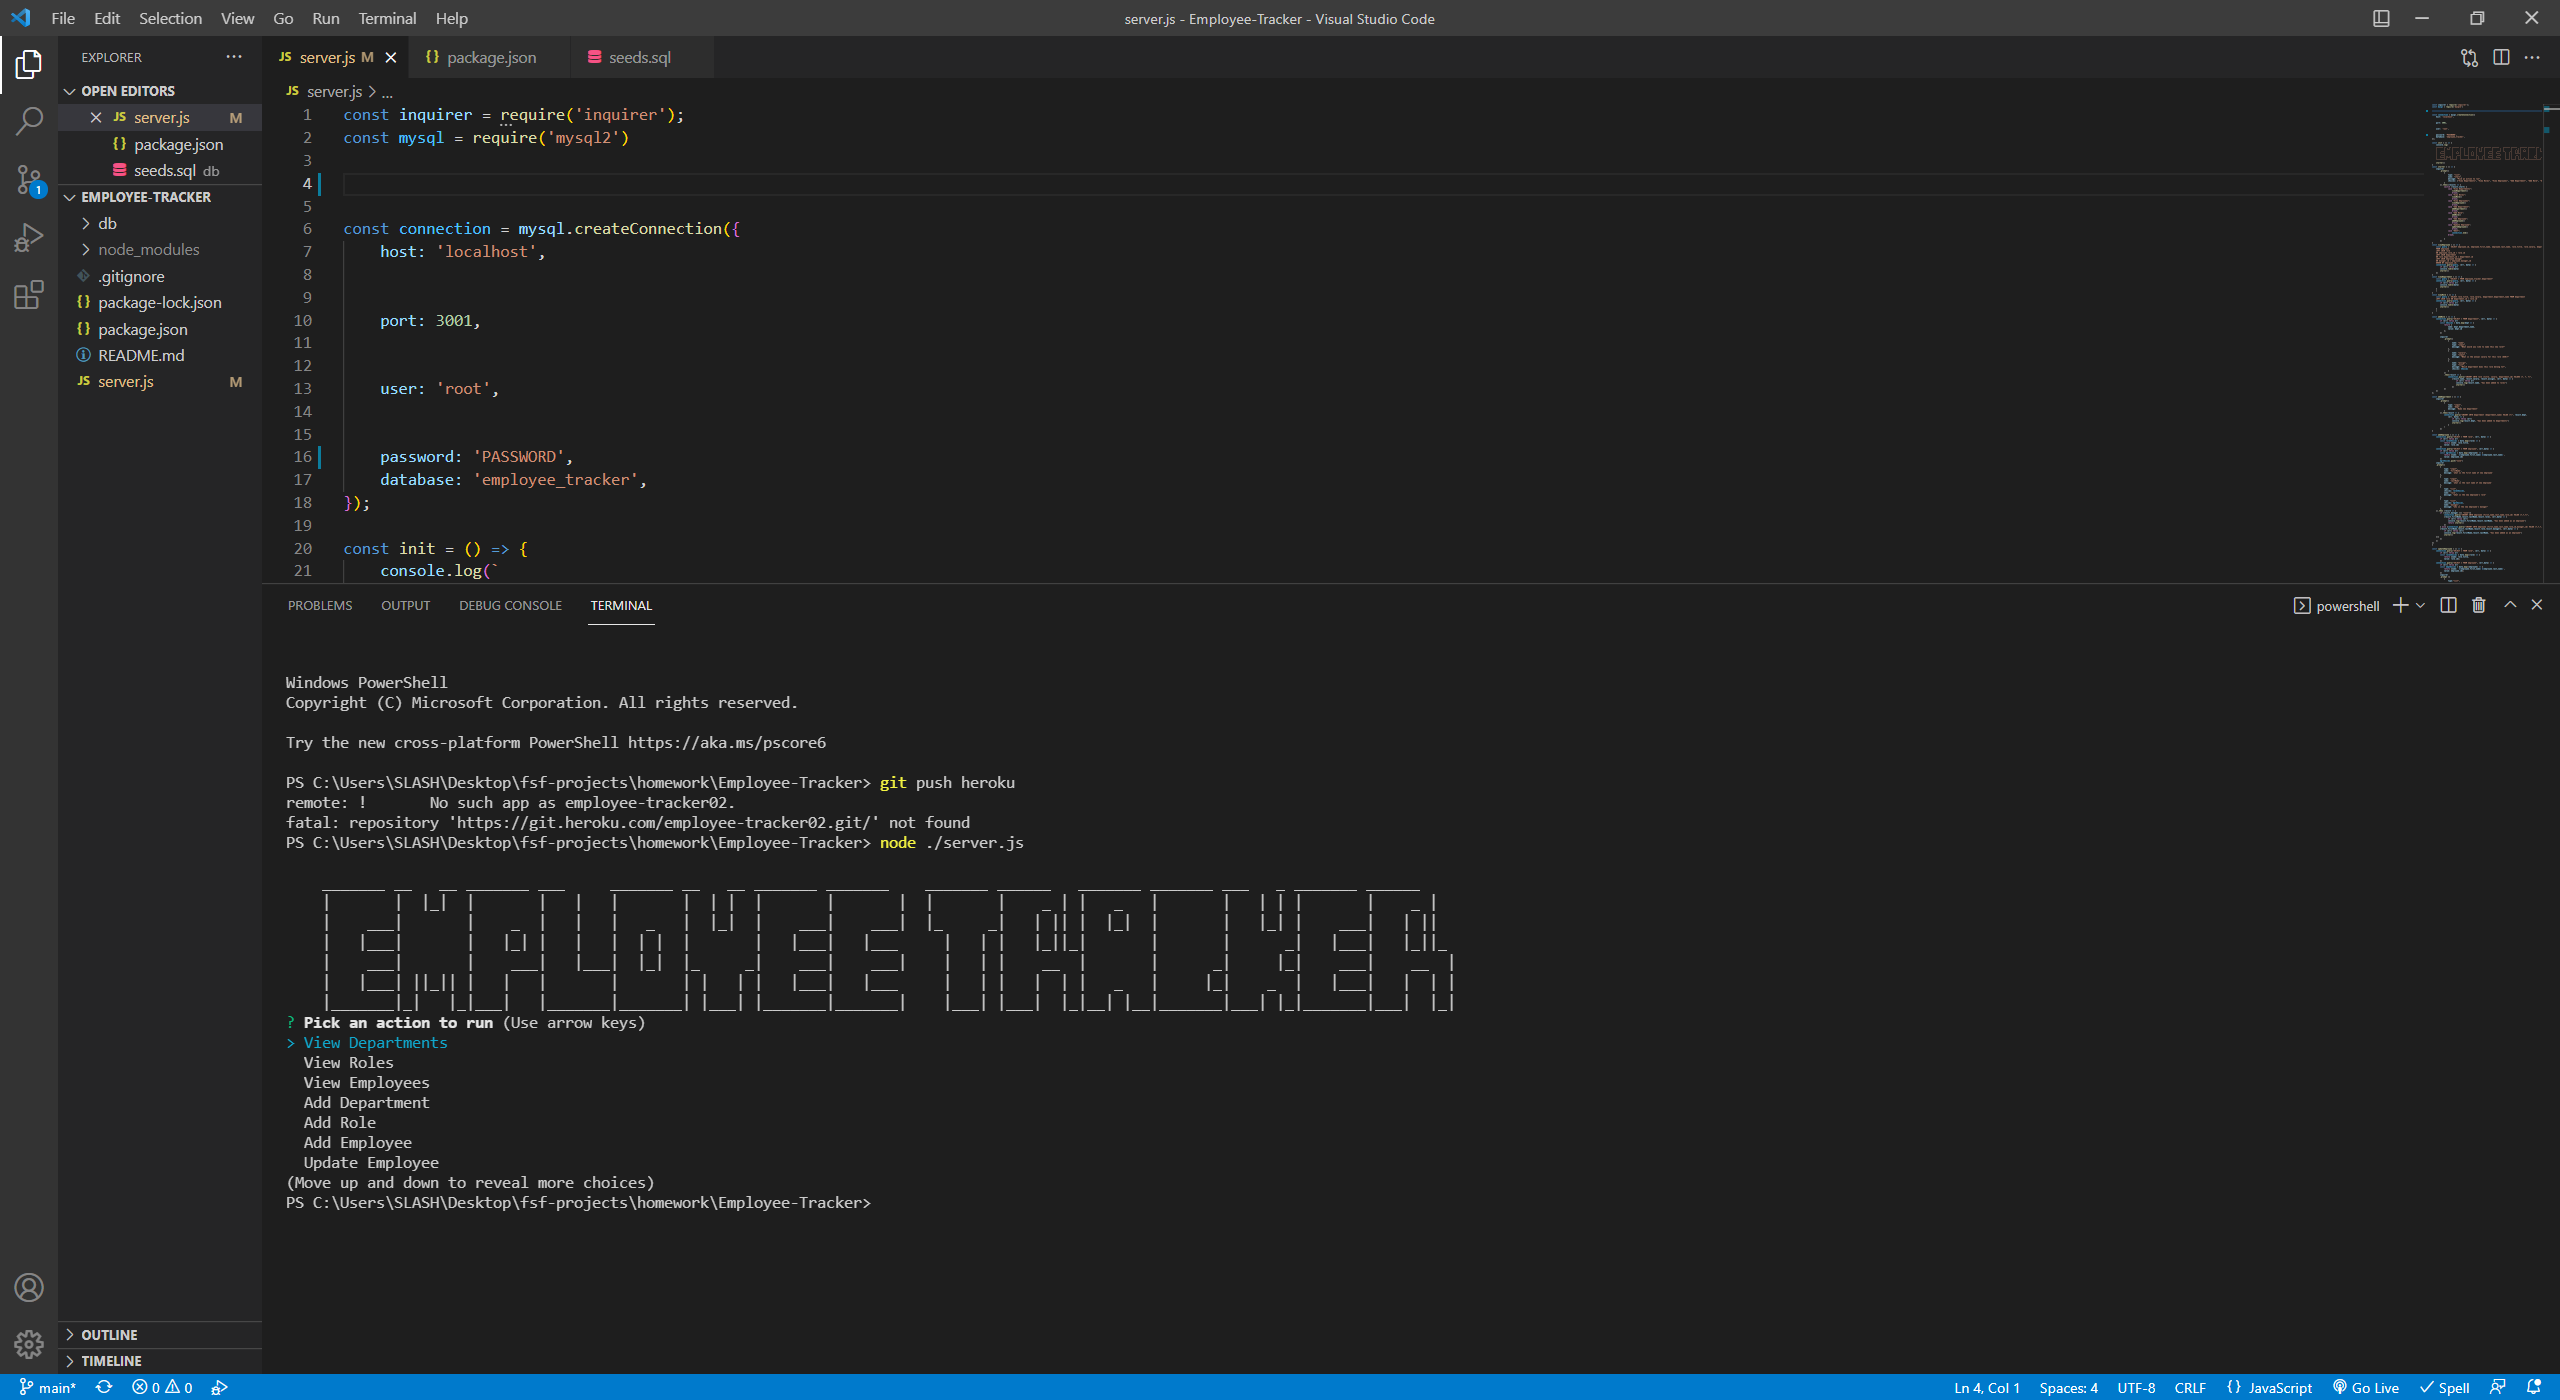 File Edit Selection View Go Run Terminal Help
server.js - Employee-Tracker - Visual Studio Code
EXPLORER
OPEN EDITORS
JS server.js M
{} package.json
seeds.sql db
EMPLOYEE-TRACKER
db
node_modules
.gitignore
{} package-lock.json
{} package.json
README.md
JS server.js M
OUTLINE
TIMELINE
JS server.js M
{} package.json
seeds.sql
JS server.js > ...
1 const inquirer = require('inquirer');
2 const mysql = require('mysql2')
3
4
5
6 const connection = mysql.createConnection({
7 host: 'localhost',
8
9
10 port: 3001,
11
12
13 user: 'root',
14
15
16 password: 'PASSWORD',
17 database: 'employee_tracker',
18 });
19
20 const init = () => {
21 console.log(`
PROBLEMS OUTPUT DEBUG CONSOLE TERMINAL
powershell
Windows PowerShell
Copyright (C) Microsoft Corporation. All rights reserved.
Try the new cross-platform PowerShell https://aka.ms/pscore6
PS C:\Users\SLASH\Desktop\fsf-projects\homework\Employee-Tracker> git push heroku
remote: !       No such app as employee-tracker02.
fatal: repository 'https://git.heroku.com/employee-tracker02.git/' not found
PS C:\Users\SLASH\Desktop\fsf-projects\homework\Employee-Tracker> node ./server.js
EMPLOYEE TRACKER
? Pick an action to run (Use arrow keys)
> View Departments
View Roles
View Employees
Add Department
Add Role
Add Employee
Update Employee
(Move up and down to reveal more choices)
PS C:\Users\SLASH\Desktop\fsf-projects\homework\Employee-Tracker>
1
main* 0 0
Ln 4, Col 1 Spaces: 4 UTF-8 CRLF {} JavaScript Go Live Spell